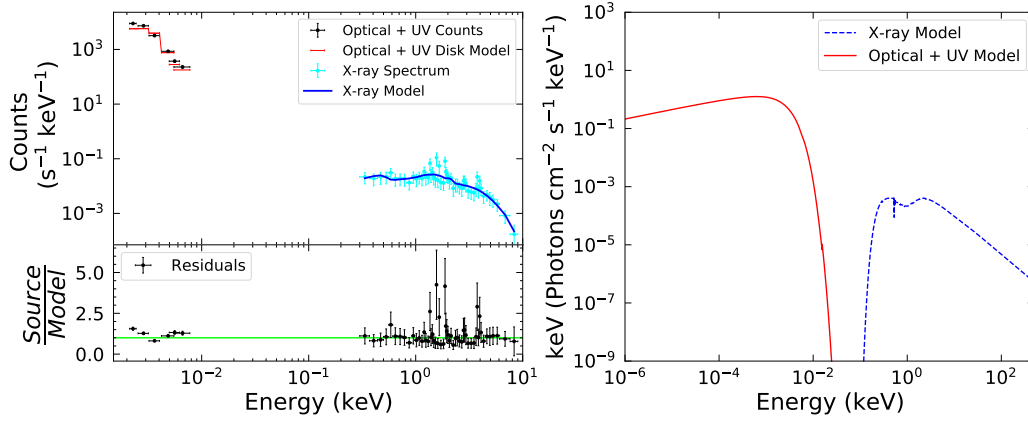 10³
10¹
10⁻¹
10⁻³
Counts
(s⁻¹ keV⁻¹)
Optical + UV Counts
Optical + UV Disk Model
X-ray Spectrum
X-ray Model
5.0
2.5
0.0
Source
Model
Residuals
10⁻² 10⁻¹ 10⁰ 10¹
Energy (keV)
10³
10¹
10⁻¹
10⁻³
10⁻⁵
10⁻⁷
10⁻⁹
keV (Photons cm⁻² s⁻¹ keV⁻¹)
X-ray Model
Optical + UV Model
10⁻⁶ 10⁻⁴ 10⁻² 10⁰ 10²
Energy (keV)